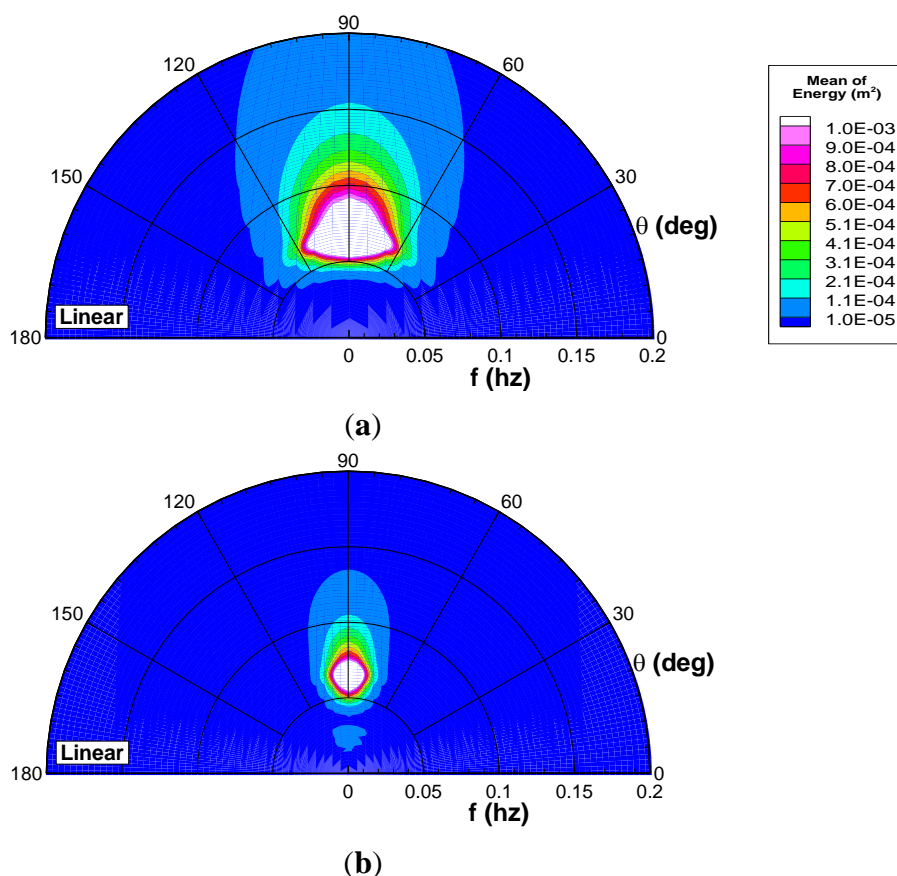 90
120
60
150
30
θ (deg)
Linear
180
0
0 0.05 0.1 0.15 0.2
f (hz)
Mean of
Energy (m²)
1.0E-03
9.0E-04
8.0E-04
7.0E-04
6.0E-04
5.1E-04
4.1E-04
3.1E-04
2.1E-04
1.1E-04
1.0E-05
(a)
90
120
60
150
30
θ (deg)
Linear
180
0
0 0.05 0.1 0.15 0.2
f (hz)
(b)